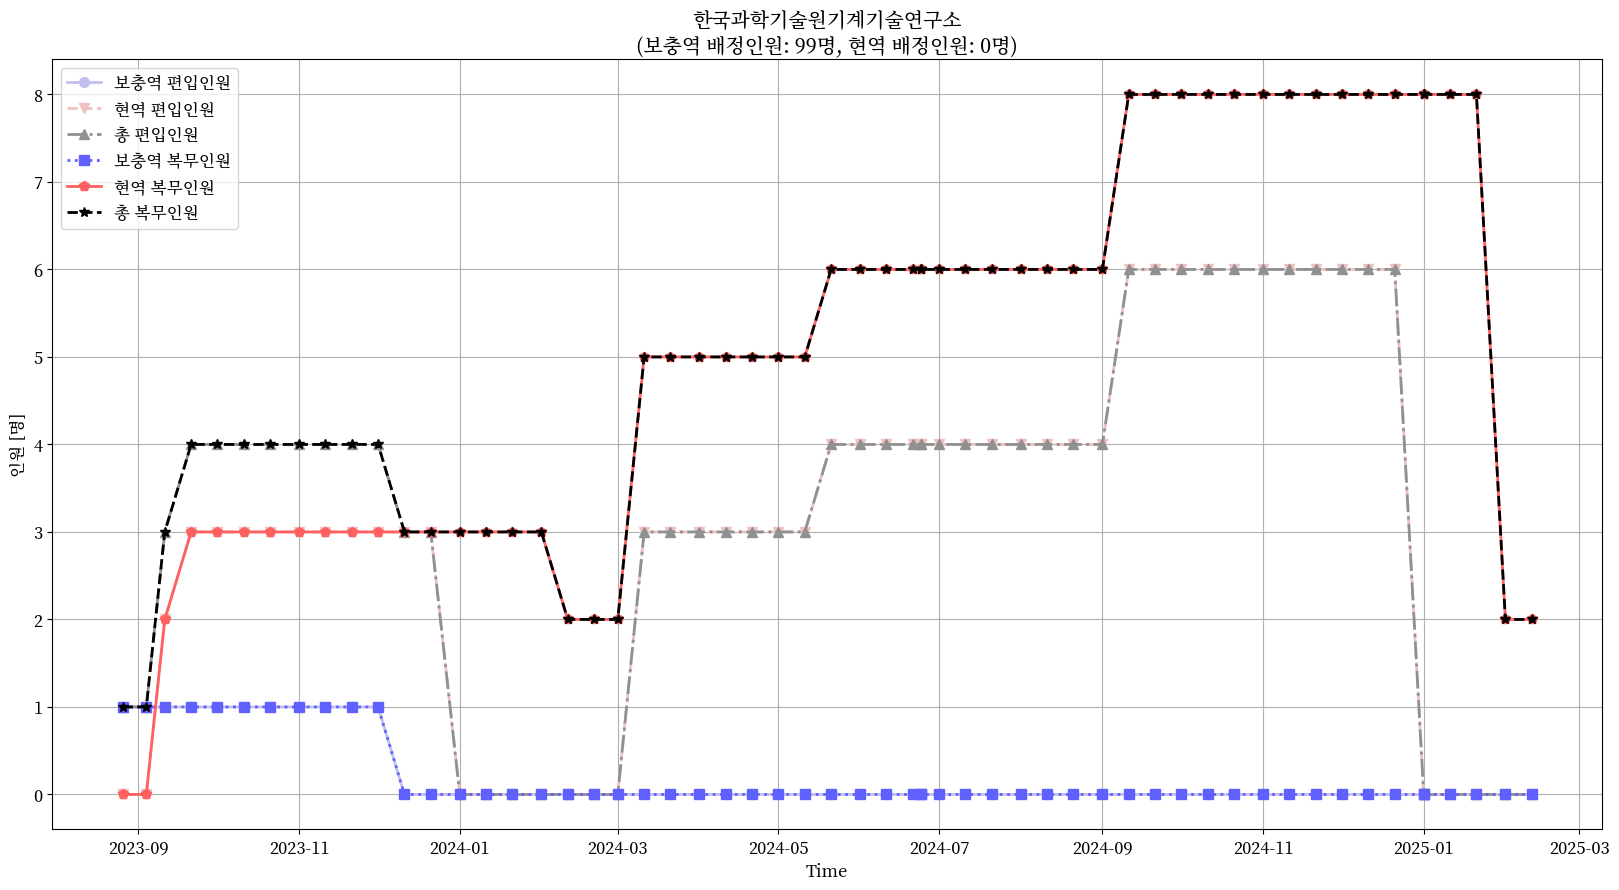 한국과학기술원기계기술연구소
(보충역 배정인원: 99명, 현역 배정인원: 0명)
보충역 편입인원
현역 편입인원
총 편입인원
보충역 복무인원
현역 복무인원
총 복무인원
인원 [명]
8
7
6
5
4
3
2
1
0
2023-09 2023-11 2024-01 2024-03 2024-05 2024-07 2024-09 2024-11 2025-01 2025-03
Time